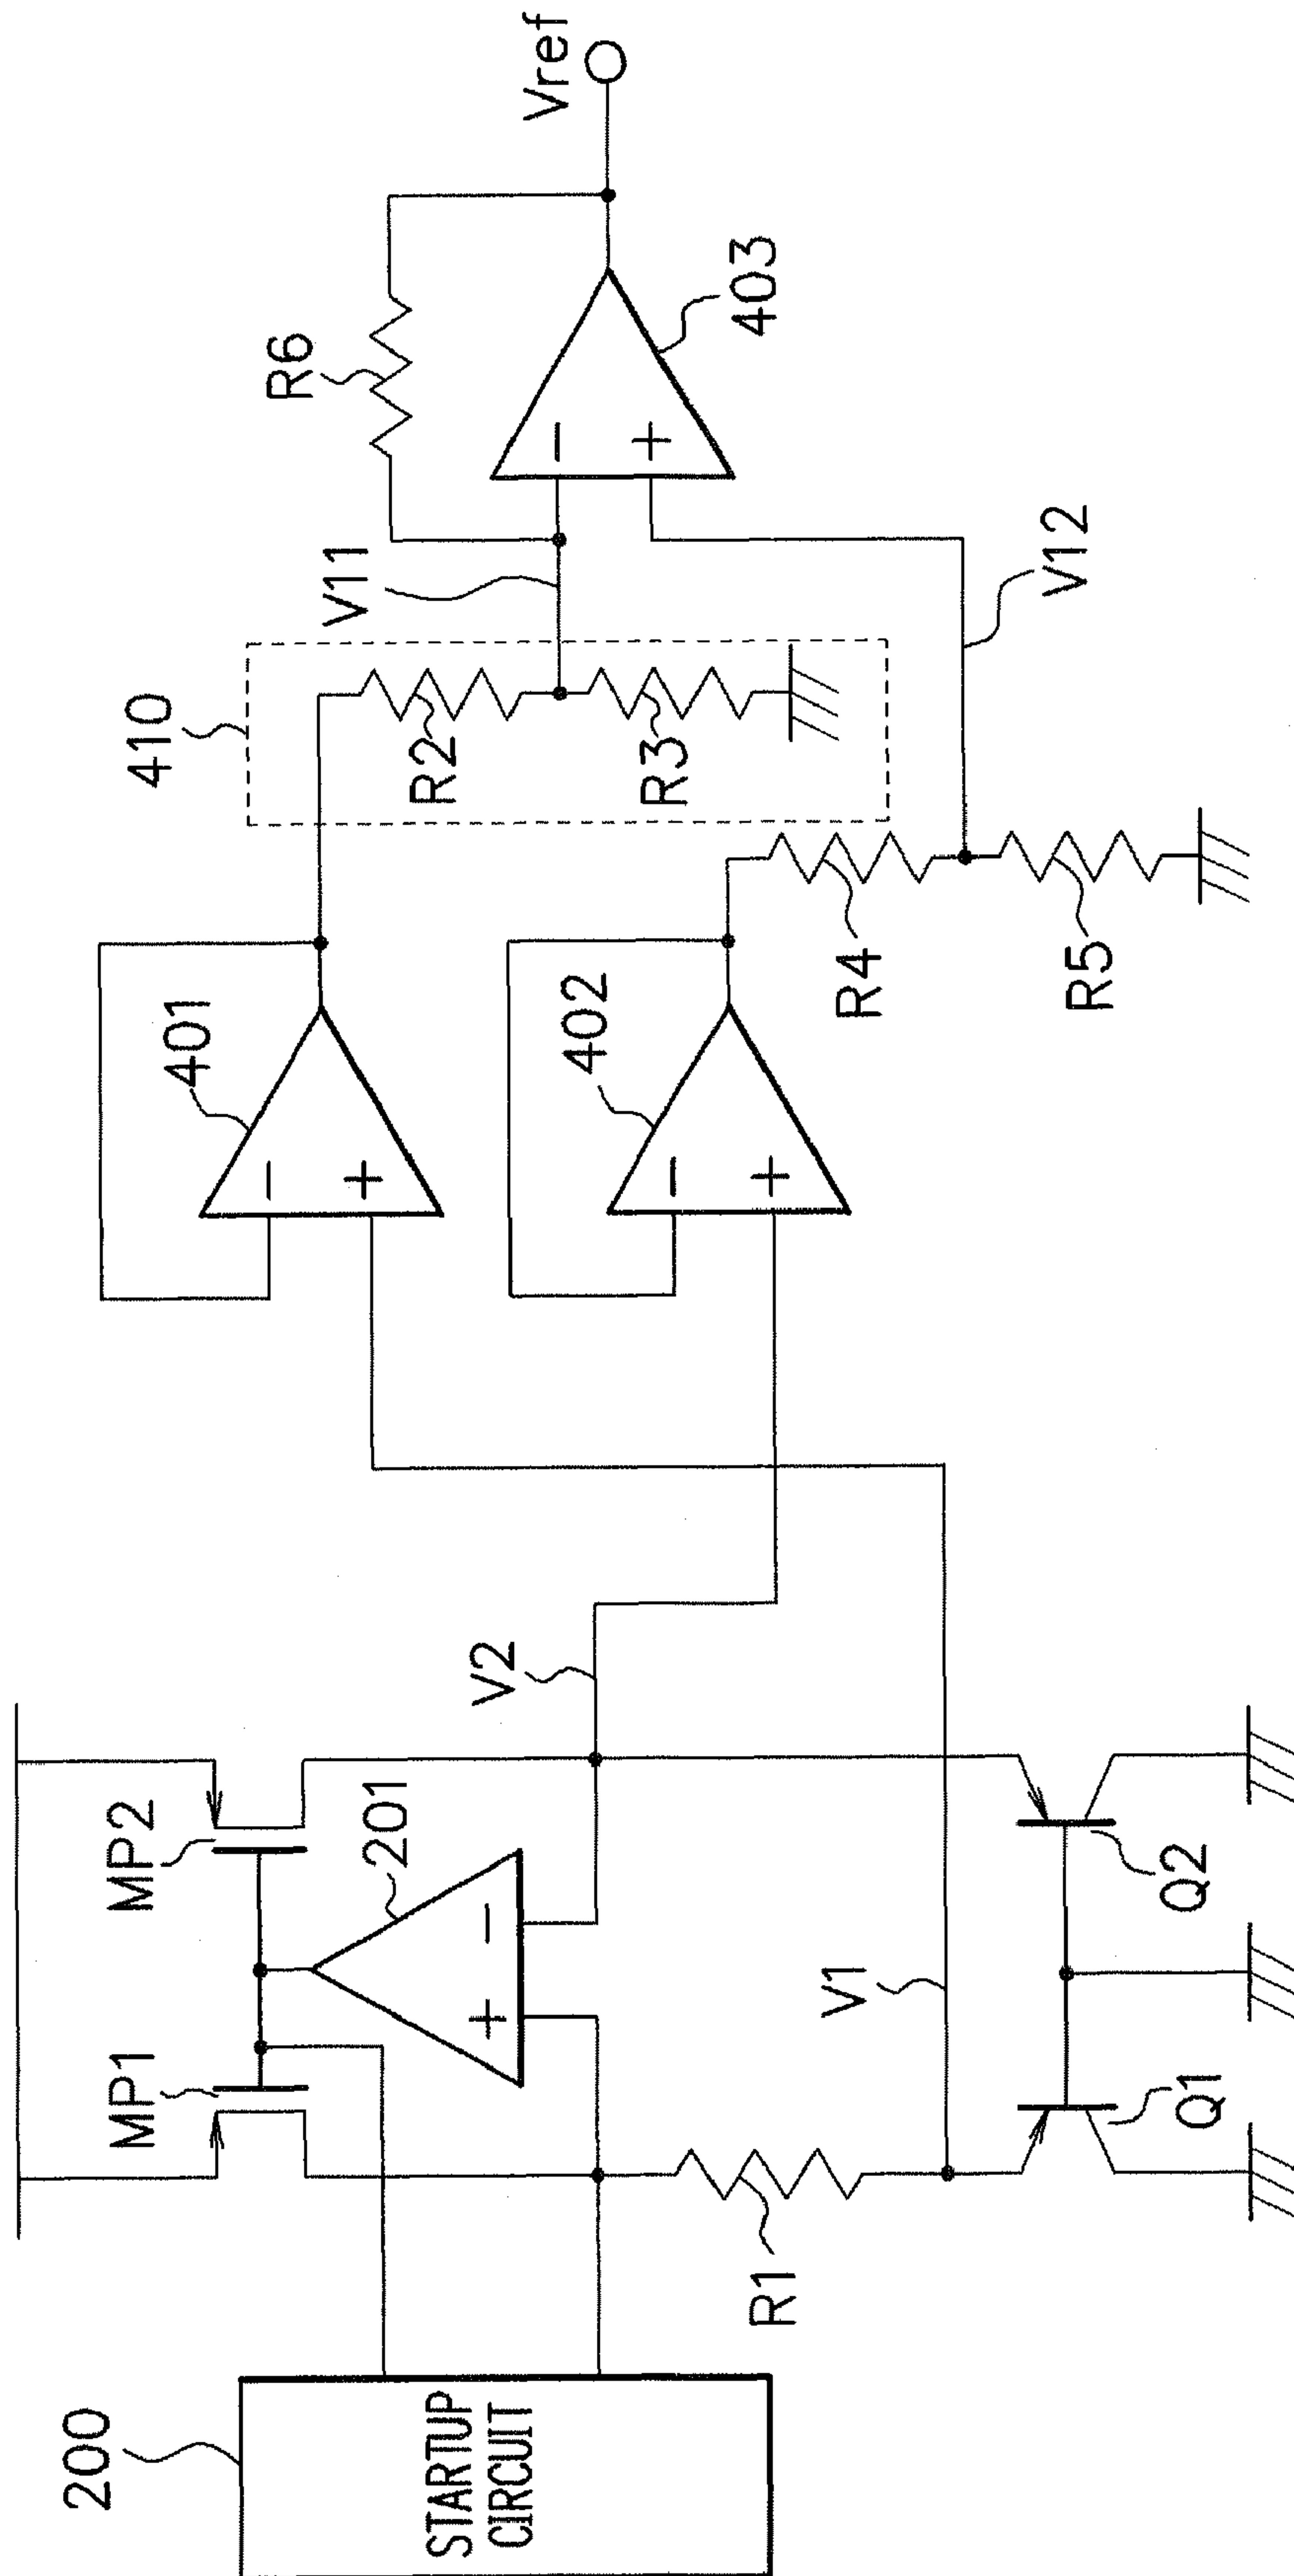 200
STARTUP
CIRCUIT
MP1
MP2
201
+
−
R1
V1
V2
Q1
Q2
401
−
+
402
−
+
410
R2
R3
R4
R5
V11
V12
R6
−
+
403
Vref